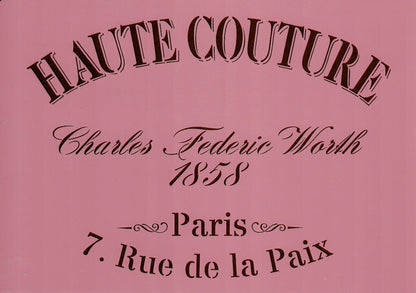 HAUTE COUTURE
Charles Federic Worth
1858
Paris
7. Rue de la Paix